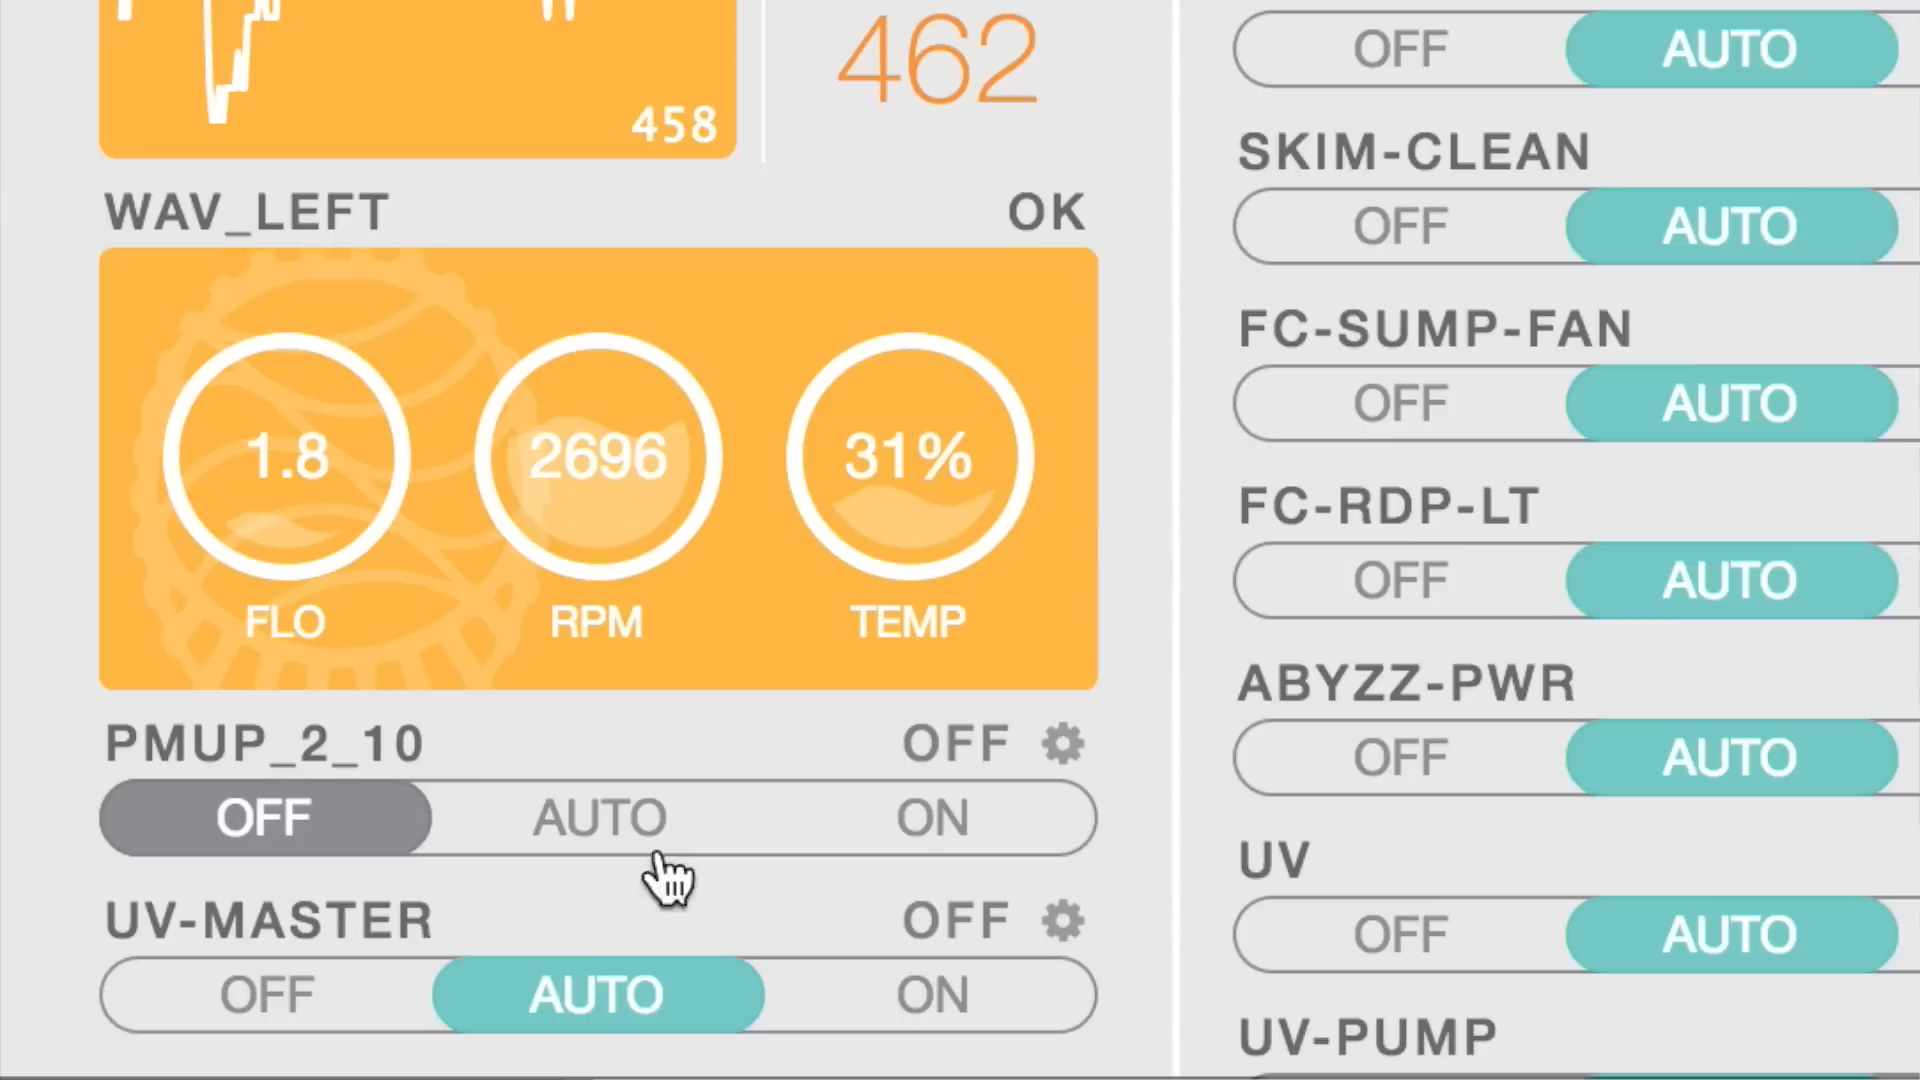 462
458
WAV_LEFT OK
1.8 2696 31%
FLO RPM TEMP
PMUP_2_10 OFF
OFF AUTO ON
UV-MASTER OFF
OFF AUTO ON
OFF AUTO
SKIM-CLEAN
OFF AUTO
FC-SUMP-FAN
OFF AUTO
FC-RDP-LT
OFF AUTO
ABYZZ-PWR
OFF AUTO
UV
OFF AUTO
UV-PUMP